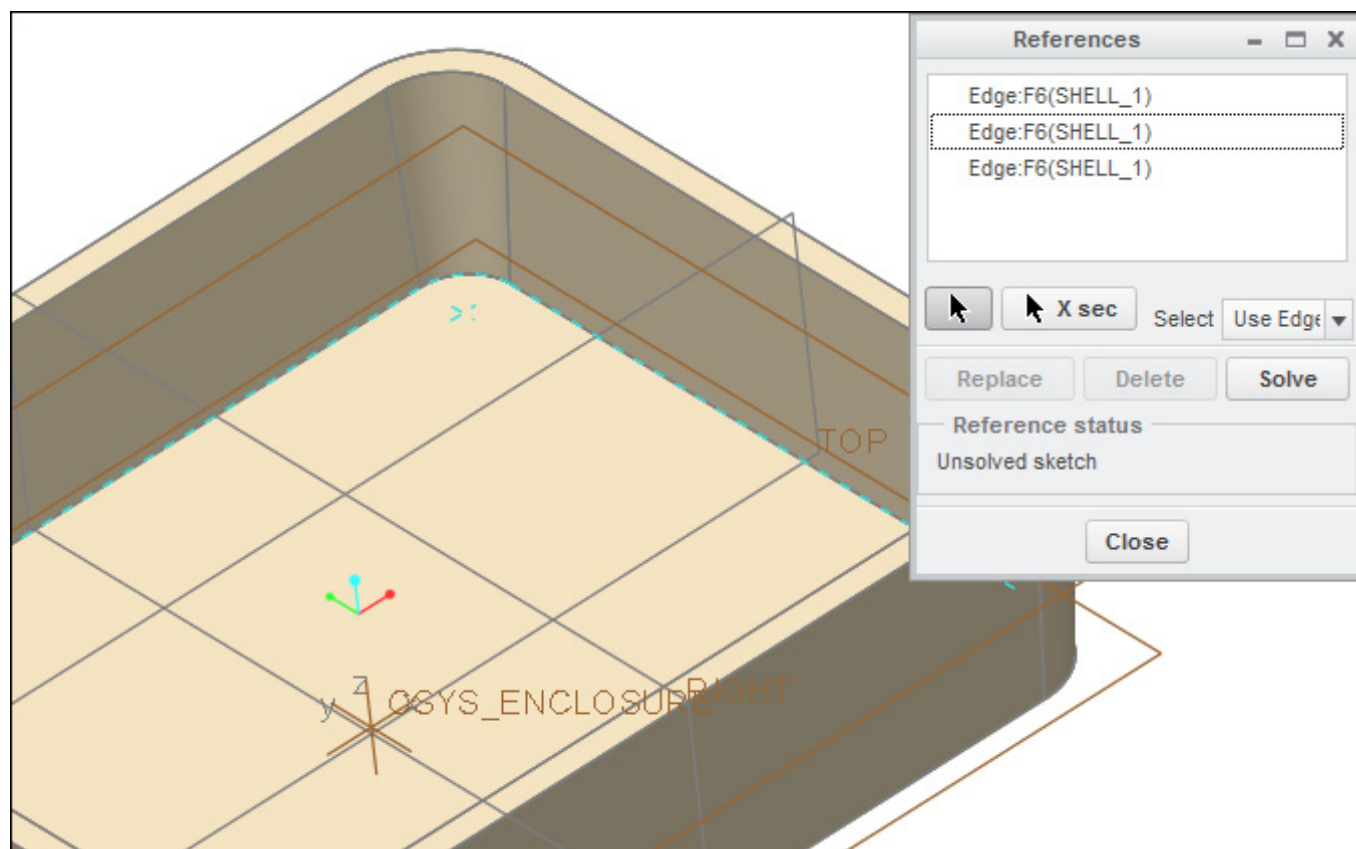 References
Edge:F6(SHELL_1)
Edge:F6(SHELL_1)
Edge:F6(SHELL_1)
X sec
Select
Use Edge
Replace
Delete
Solve
Reference status
Unsolved sketch
Close
TOP
RIGHT
Z
y
CSYS_ENCLOSURE